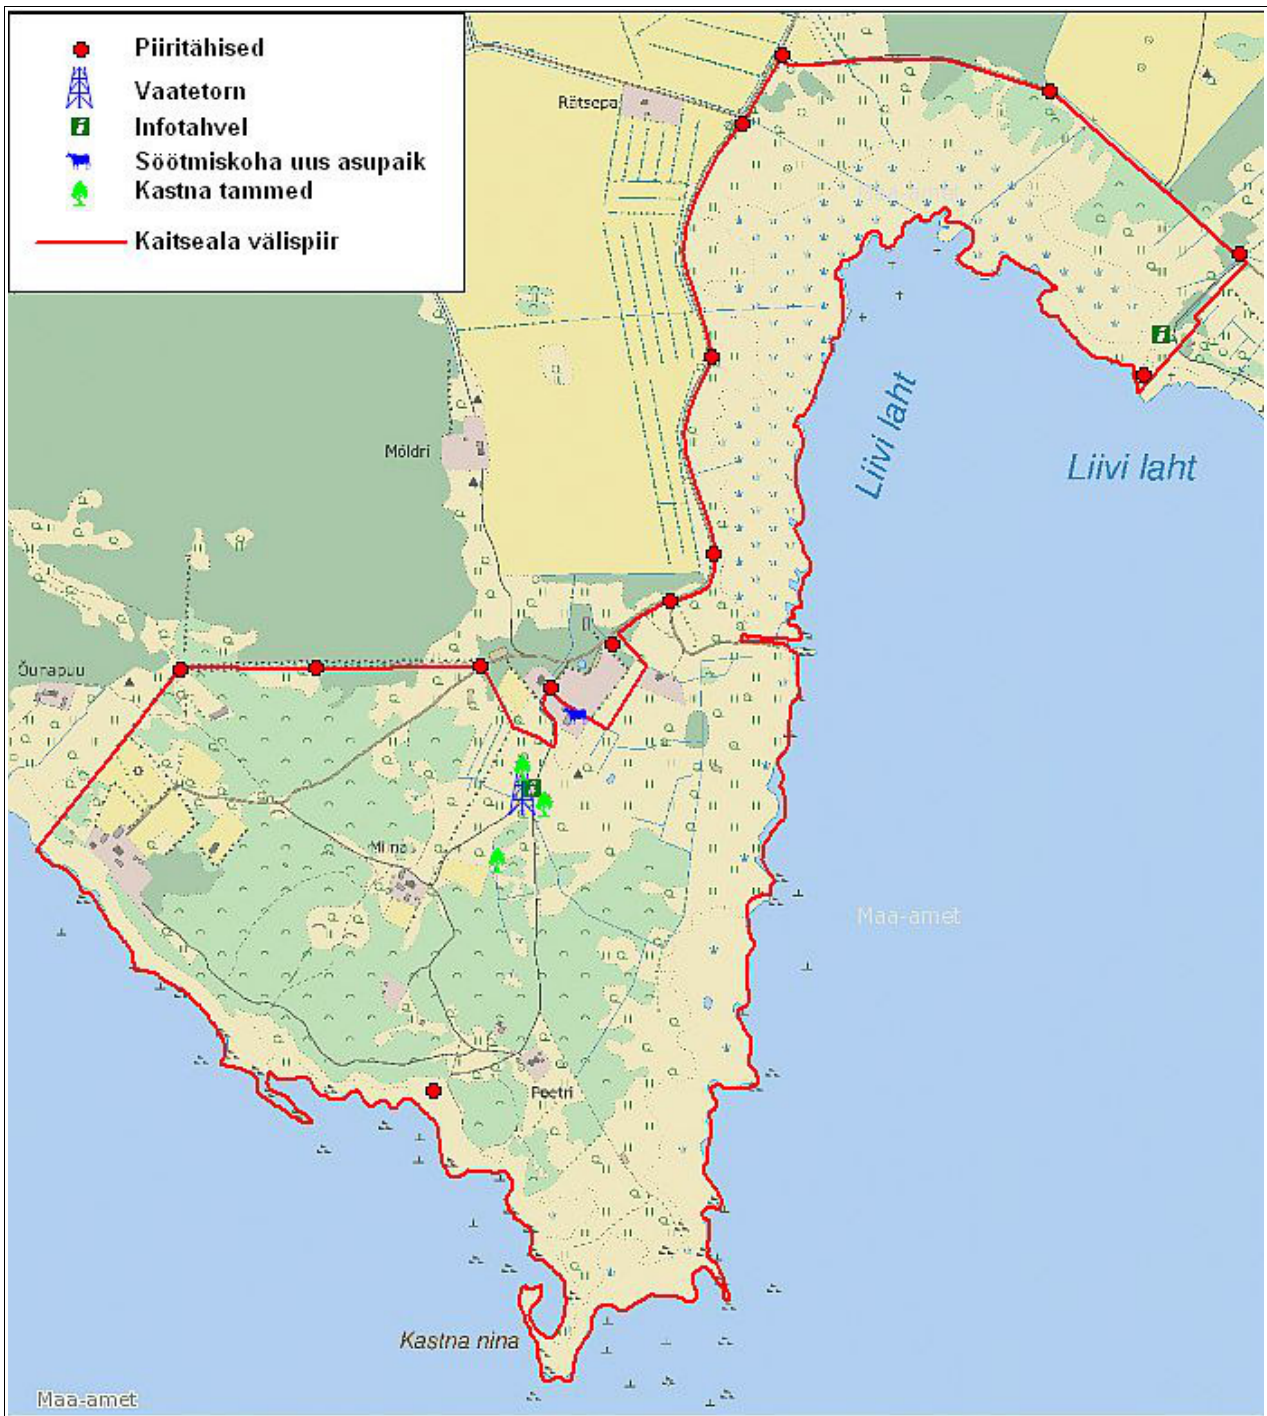 Piiritähised
Vaatetorn
Infotahvel
Söötmiskoha uus asupaik
Kastna tammed
Kaitseala välispiir
Rätsepa
Möldri
Liivi laht
Liivi laht
Õunapuu
Miina
Maa-amet
Peetri
Kastna nina
Maa-amet